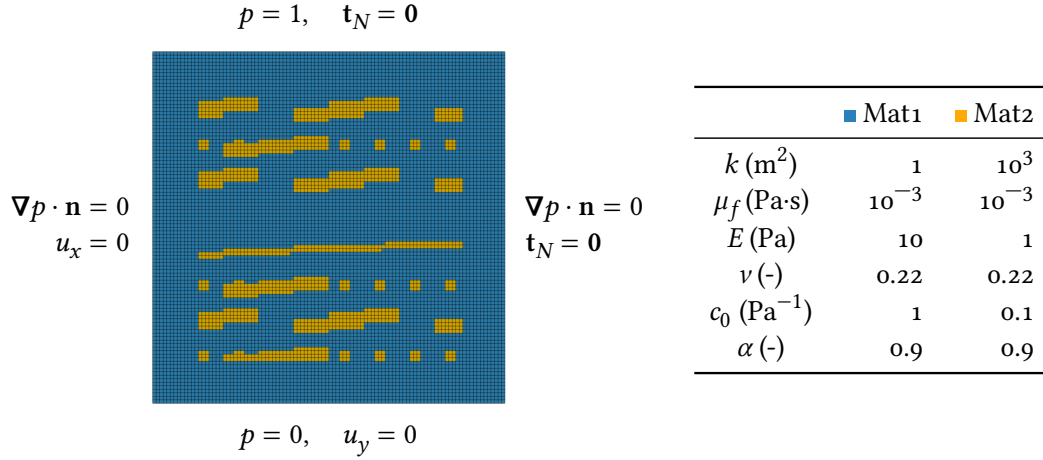 p = 1, t_N = 0
∇p · n = 0
u_x = 0
∇p · n = 0
t_N = 0
p = 0, u_y = 0
Mat1 Mat2
k (m²) 1 10³
μ_f (Pa·s) 10⁻³ 10⁻³
E (Pa) 10 1
ν (-) 0.22 0.22
c₀ (Pa⁻¹) 1 0.1
α (-) 0.9 0.9